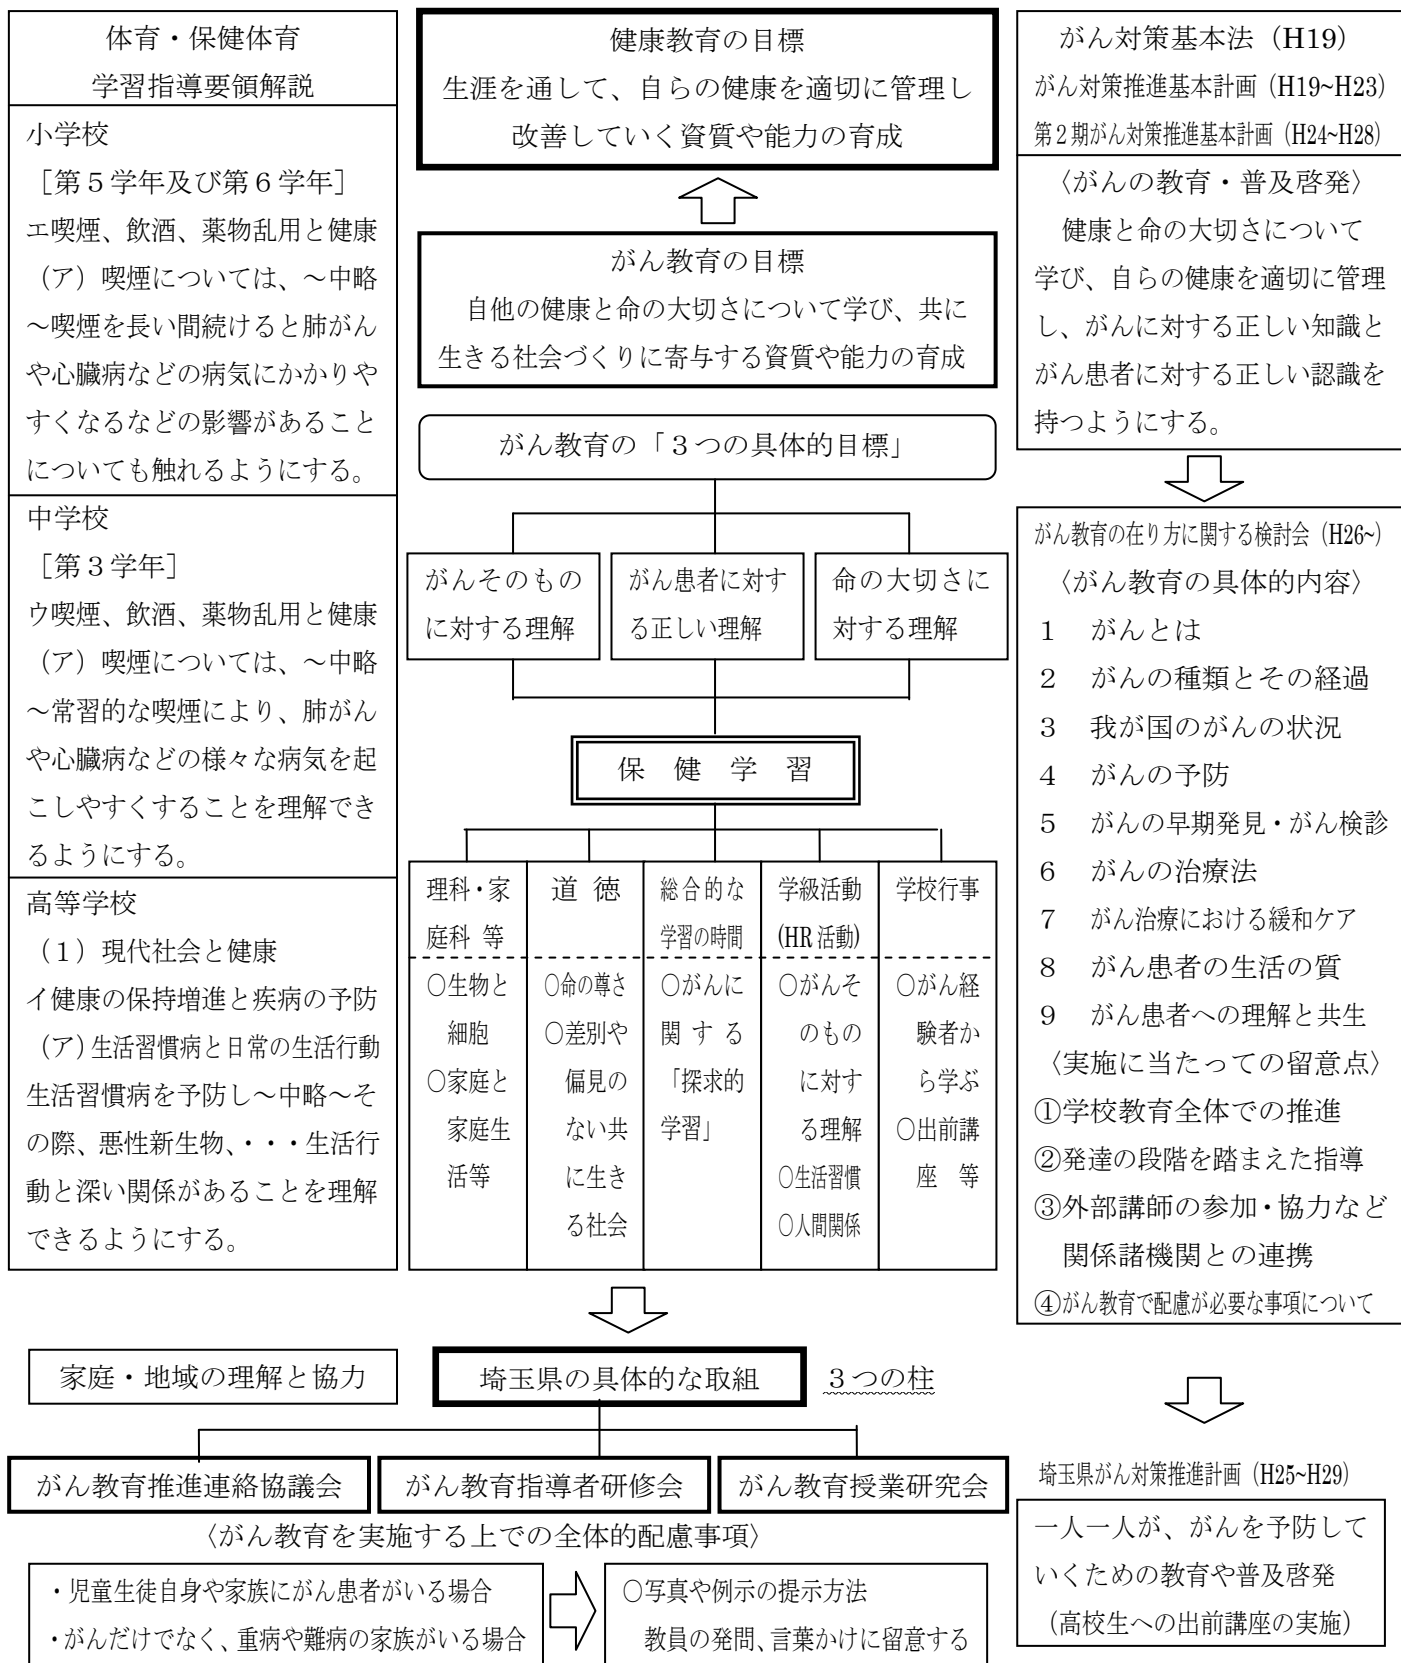 体育・保健体育
学習指導要領解説
小学校
［第５学年及び第６学年］
エ喫煙、飲酒、薬物乱用と健康
（ア）喫煙については、～中略
～喫煙を長い間続けると肺がん
や心臓病などの病気にかかりや
すくなるなどの影響があること
についても触れるようにする。
中学校
［第３学年］
ウ喫煙、飲酒、薬物乱用と健康
（ア）喫煙については、～中略
～常習的な喫煙により、肺がん
や心臓病などの様々な病気を起
こしやすくすることを理解でき
るようにする。
高等学校
（１）現代社会と健康
イ健康の保持増進と疾病の予防
（ア）生活習慣病と日常の生活行動
生活習慣病を予防し～中略～そ
の際、悪性新生物、・・・生活行
動と深い関係があることを理解
できるようにする。
健康教育の目標
生涯を通して、自らの健康を適切に管理し
改善していく資質や能力の育成
がん教育の目標
自他の健康と命の大切さについて学び、共に
生きる社会づくりに寄与する資質や能力の育成
がん教育の「３つの具体的目標」
がんそのもの
に対する理解
がん患者に対す
る正しい理解
命の大切さに
対する理解
保　健　学　習
理科・家
庭科 等
○生物と
細胞
○家庭と
家庭生
活等
道 徳
○命の尊さ
○差別や
偏見の
ない共
に生き
る社会
総合的な
学習の時間
○がんに
関 す る
「探求的
学習」
学級活動
(HR 活動)
○がんそ
のもの
に対す
る理解
○生活習慣
○人間関係
学校行事
○がん経
験者か
ら学ぶ
○出前講
座 等
がん対策基本法（H19）
がん対策推進基本計画（H19~H23）
第２期がん対策推進基本計画（H24~H28）
〈がんの教育・普及啓発〉
健康と命の大切さについて
学び、自らの健康を適切に管理
し、がんに対する正しい知識と
がん患者に対する正しい認識を
持つようにする。
がん教育の在り方に関する検討会（H26~）
〈がん教育の具体的内容〉
１　がんとは
２　がんの種類とその経過
３　我が国のがんの状況
４　がんの予防
５　がんの早期発見・がん検診
６　がんの治療法
７　がん治療における緩和ケア
８　がん患者の生活の質
９　がん患者への理解と共生
〈実施に当たっての留意点〉
①学校教育全体での推進
②発達の段階を踏まえた指導
③外部講師の参加・協力など
関係諸機関との連携
④がん教育で配慮が必要な事項について
家庭・地域の理解と協力
埼玉県の具体的な取組
３つの柱
がん教育推進連絡協議会
がん教育指導者研修会
がん教育授業研究会
〈がん教育を実施する上での全体的配慮事項〉
・児童生徒自身や家族にがん患者がいる場合
・がんだけでなく、重病や難病の家族がいる場合
○写真や例示の提示方法
教員の発問、言葉かけに留意する
埼玉県がん対策推進計画（H25~H29）
一人一人が、がんを予防して
いくための教育や普及啓発
（高校生への出前講座の実施）